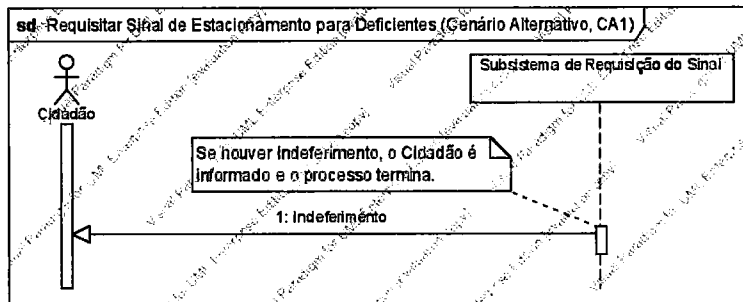 sd Requisitar Sinal de Estacionamento para Deficientes (Cenário Alternativo, CA1)
Cidadão
Subsistema de Requisição do Sinal
Se houver Indeferimento, o Cidadão é
informado e o processo termina.
1: Indeferimento